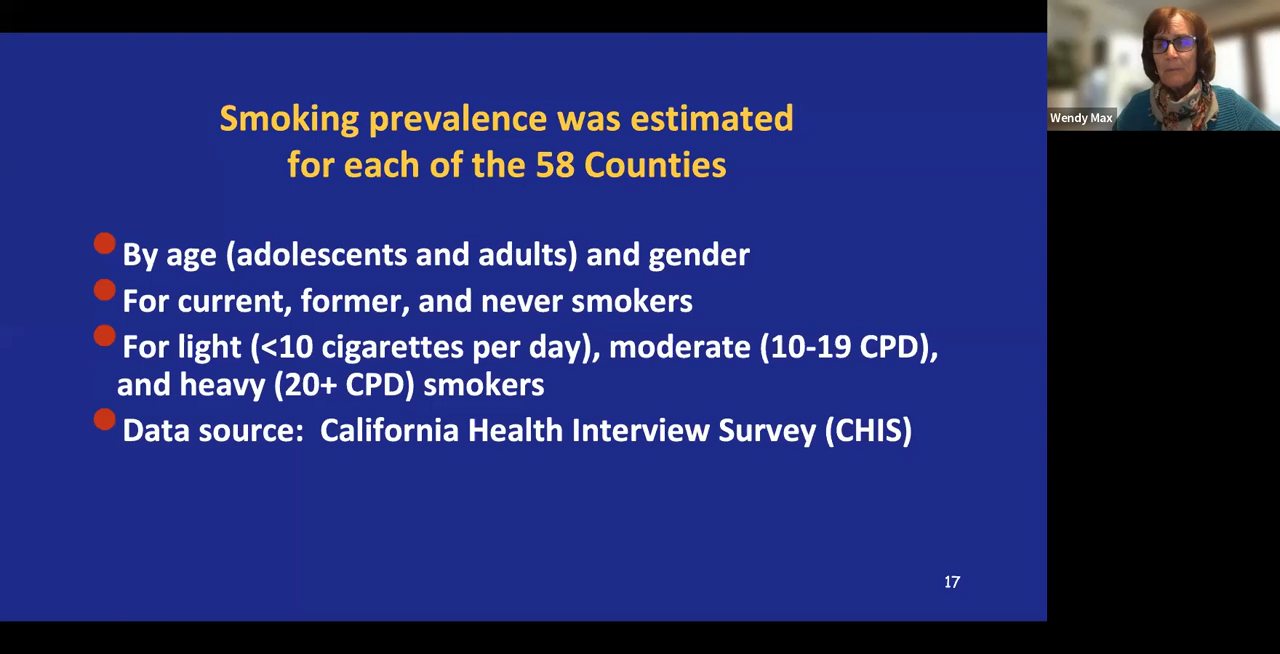 Smoking prevalence was estimated
for each of the 58 Counties
By age (adolescents and adults) and gender
For current, former, and never smokers
For light (<10 cigarettes per day), moderate (10-19 CPD),
and heavy (20+ CPD) smokers
Data source:  California Health Interview Survey (CHIS)
17
Wendy Max